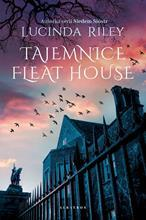 Autorka serii Siedem Sióstr
LUCINDA RILEY
TAJEMNICE
FLEAT HOUSE
ALBATROS